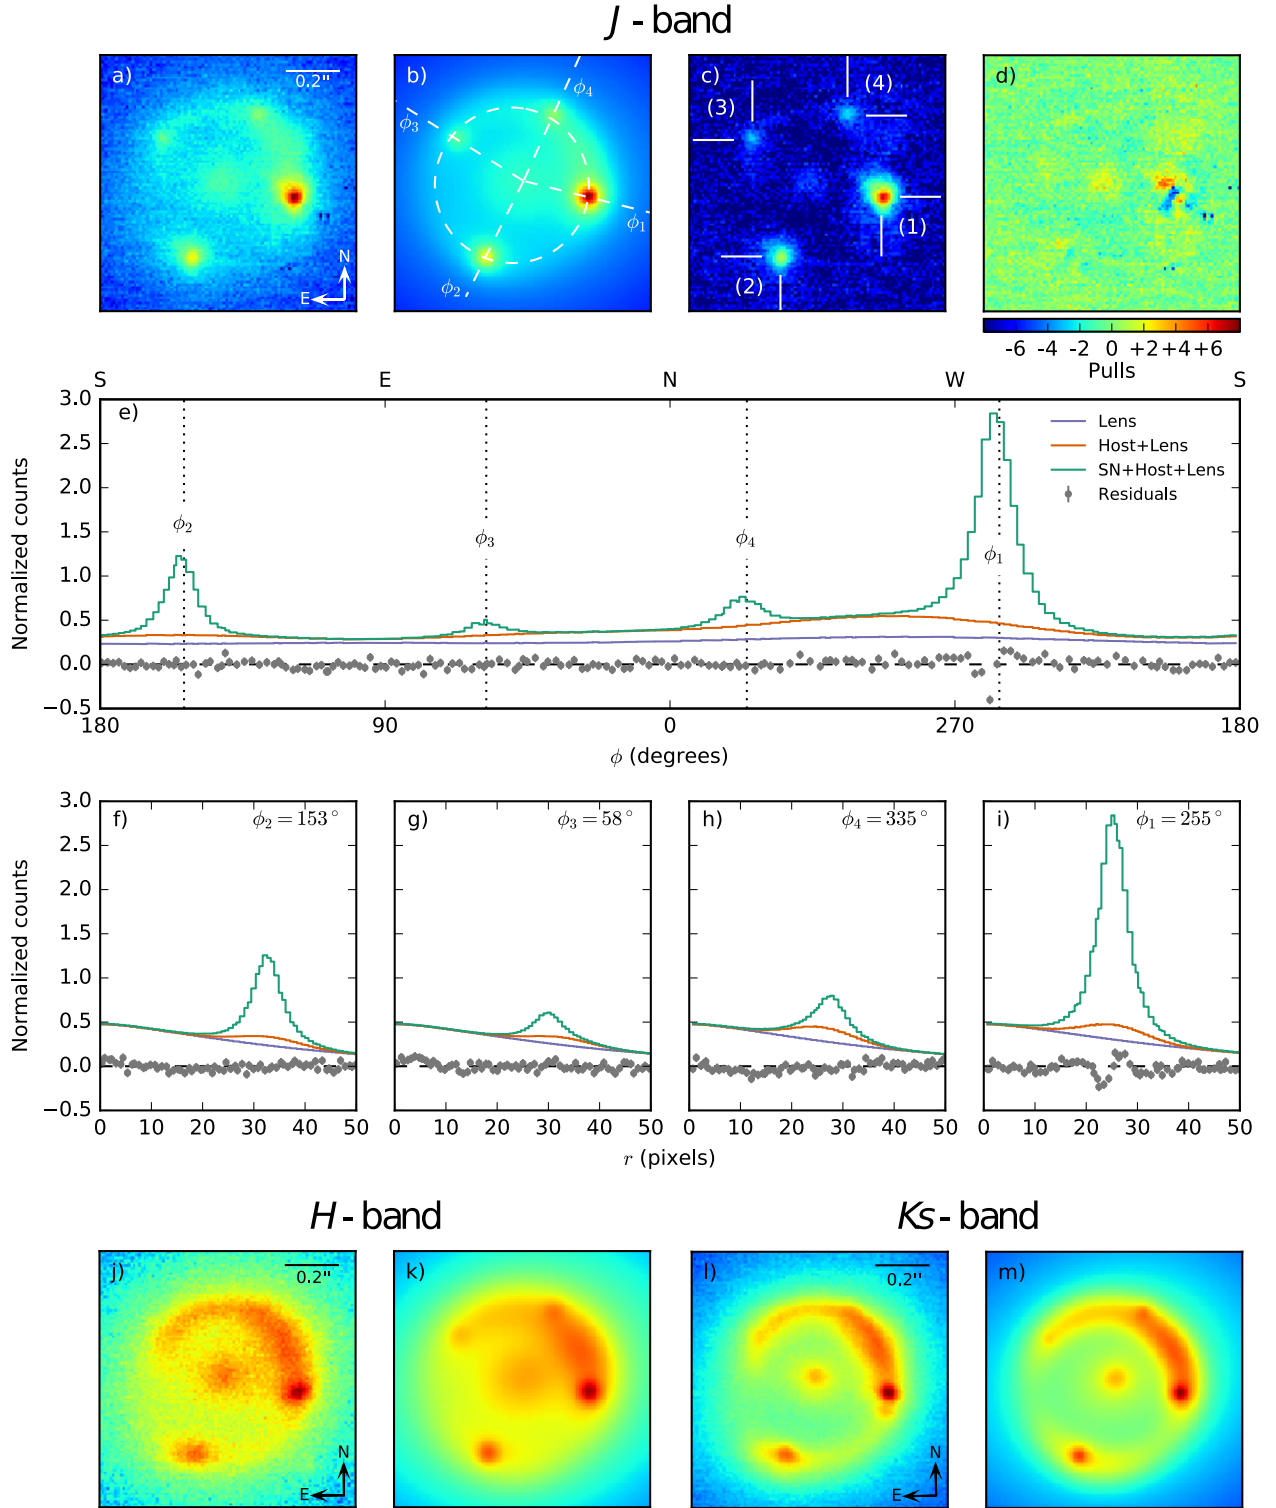 J - band
a)
0.2"
N
E
b)
ϕ4
ϕ3
ϕ1
ϕ2
c)
(4)
(3)
(1)
(2)
d)
-6 -4 -2 0 +2 +4 +6
Pulls
S E N W S
e)
Normalized counts
3.0
2.5
2.0
1.5
1.0
0.5
0.0
−0.5
Lens
Host+Lens
SN+Host+Lens
Residuals
ϕ2
ϕ3
ϕ4
ϕ1
180 90 0 270 180
ϕ (degrees)
Normalized counts
3.0
2.5
2.0
1.5
1.0
0.5
0.0
−0.5
f) ϕ2 = 153°
g) ϕ3 = 58°
h) ϕ4 = 335°
i) ϕ1 = 255°
0 10 20 30 40 50
0 10 20 30 40 50
0 10 20 30 40 50
0 10 20 30 40 50
r (pixels)
H - band
Ks - band
j)
0.2"
N
E
k)
l)
0.2"
N
E
m)